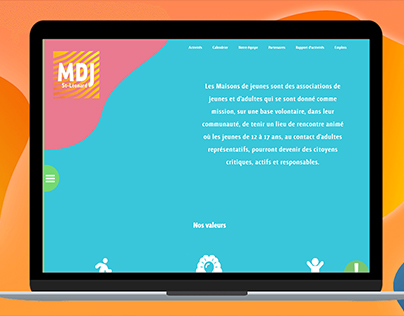 Activités Calendrier Notre équipe Partenaires Rapport d'activités Emplois
MDJ
St-Léonard
Les Maisons de jeunes sont des associations de
jeunes et d'adultes qui se sont donné comme
mission, sur une base volontaire, dans leur
communauté, de tenir un lieu de rencontre animé
où les jeunes de 12 à 17 ans, au contact d'adultes
représentatifs, pourront devenir des citoyens
critiques, actifs et responsables.
Nos valeurs